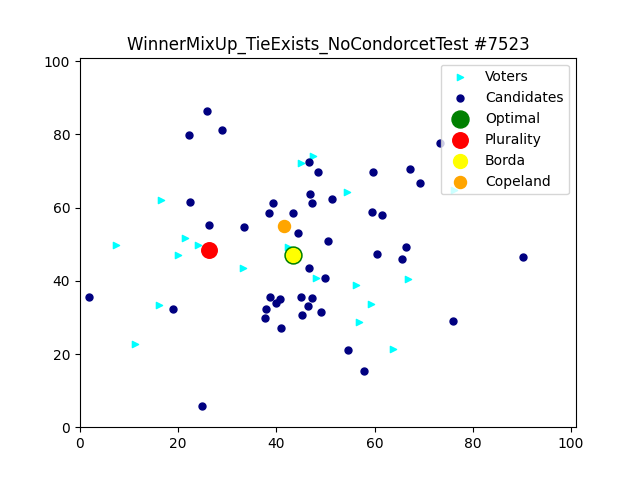 WinnerMixUp_TieExists_NoCondorcetTest #7523
Voters
Candidates
Optimal
Plurality
Borda
Copeland
100
80
60
40
20
0
0 20 40 60 80 100